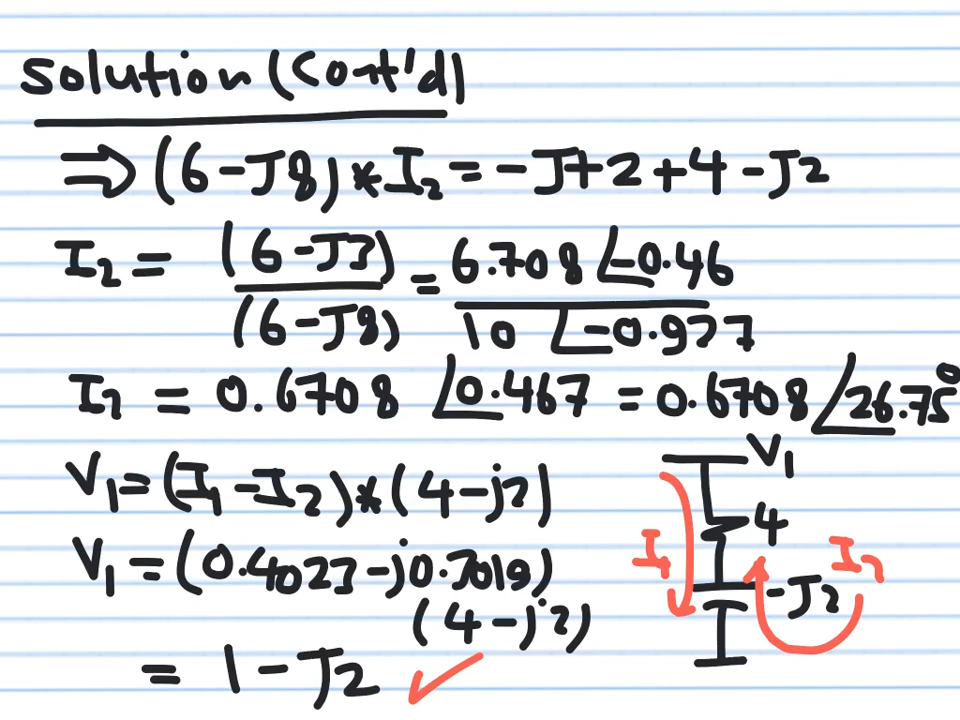 Solution (Cont'd)
⇒ (6-J8)*I2 = -J+2+4-J2
I2 = (6-J3)/(6-J8) = 6.708∠-0.46 / 10∠-0.927
I2 = 0.6708 ∠0.467 = 0.6708∠26.75°
V1 = (I1-I2)*(4-j2)
V1 = (0.4023-j0.7019)
(4-j2)
= 1-J2
V1
4
I1
I2
-J2